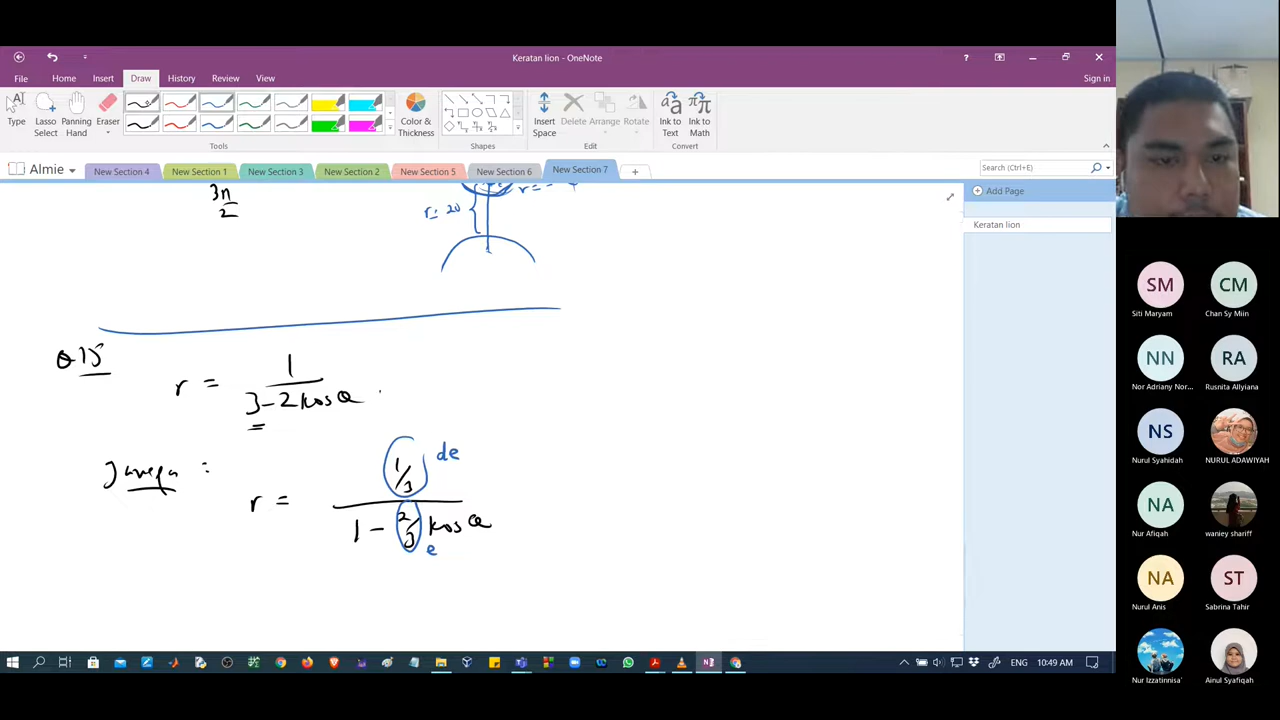 Keratan lion - OneNote
File Home Insert Draw History Review View Sign in
Type Lasso Select Panning Hand Eraser Color & Thickness Insert Space Delete Arrange Rotate Ink to Text Ink to Math
Tools Shapes Edit Convert
Almie New Section 4 New Section 1 New Section 3 New Section 2 New Section 5 New Section 6 New Section 7 Search (Ctrl+E)
Add Page
Keratan lion
3π
2
r = 20
r = -
Q 15
r = 1
3 - 2 kos θ
Jawapan :
r = 1/3 de
1 - 2/3 kos θ
e
SM CM
Siti Maryam Chan Sy Miin
NN RA
Nor Adriany Nor... Rusnita Allyiana
NS
Nurul Syahidah NURUL ADAWIYAH
NA
Nur Afiqah waniey shariff
NA ST
Nurul Anis Sabrina Tahir
Nur Izzatinnisa' Ainul Syafiqah
ENG 10:49 AM